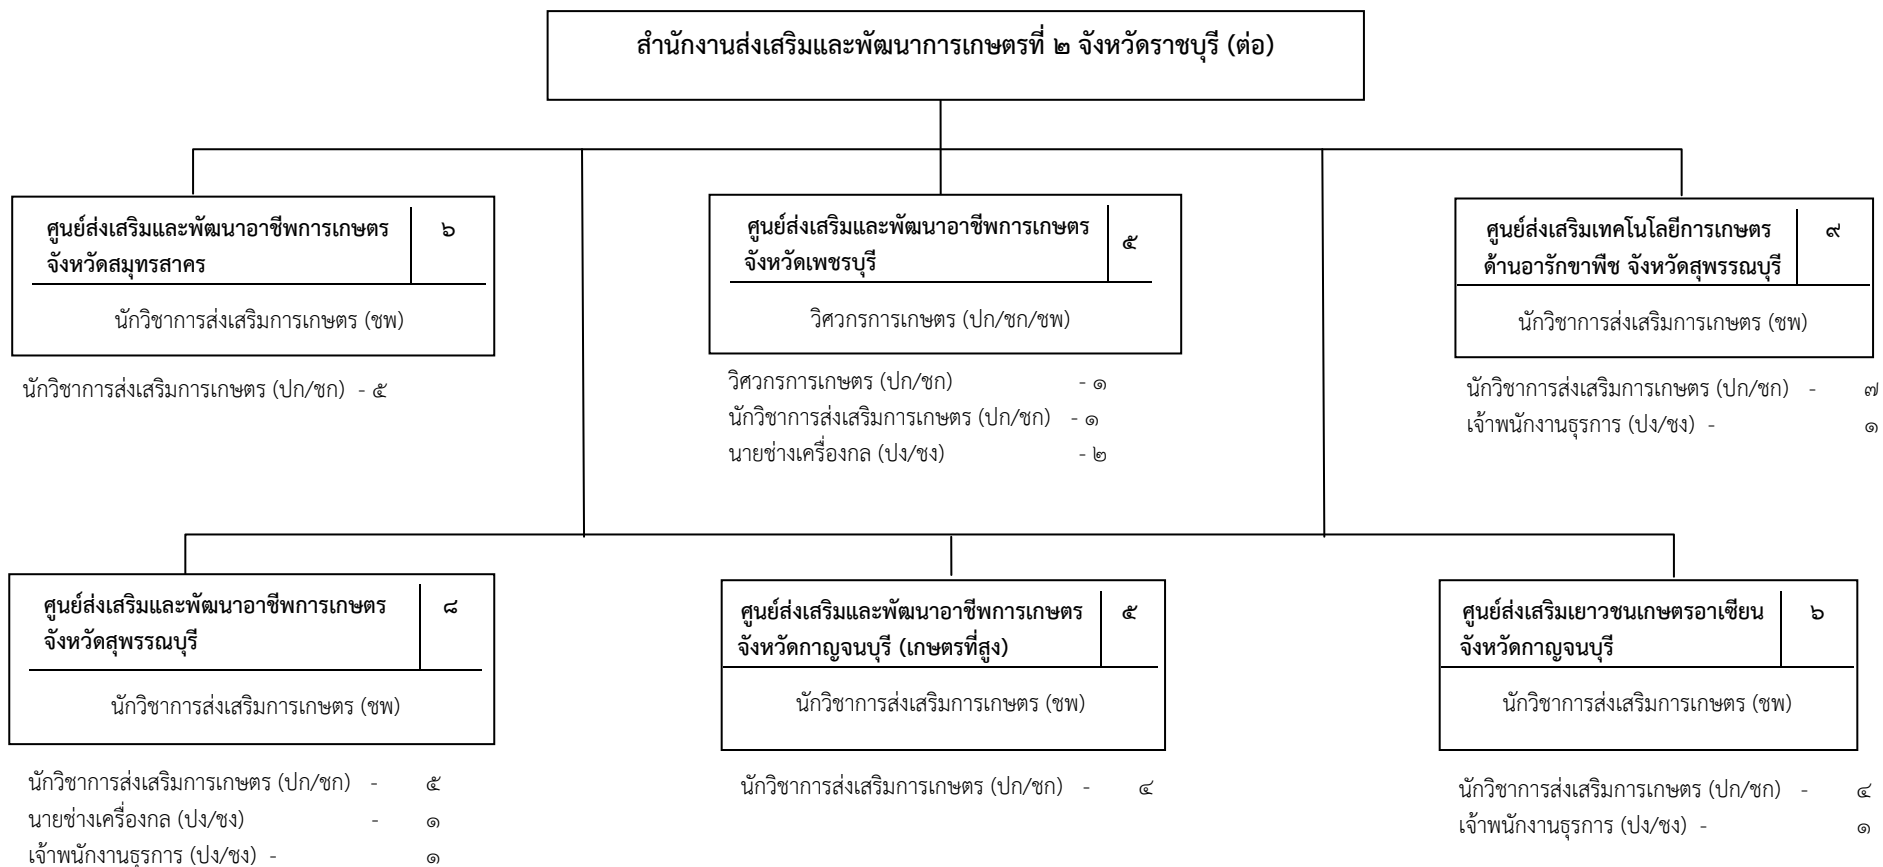 สำนักงานส่งเสริมและพัฒนาการเกษตรที่ ๒ จังหวัดราชบุรี (ต่อ)
ศูนย์ส่งเสริมและพัฒนาอาชีพการเกษตร ๖
จังหวัดสมุทรสาคร
นักวิชาการส่งเสริมการเกษตร (ชพ)
นักวิชาการส่งเสริมการเกษตร (ปก/ชก) - ๕
ศูนย์ส่งเสริมและพัฒนาอาชีพการเกษตร ๕
จังหวัดเพชรบุรี
วิศวกรการเกษตร (ปก/ชก/ชพ)
วิศวกรการเกษตร (ปก/ชก) - ๑
นักวิชาการส่งเสริมการเกษตร (ปก/ชก) - ๑
นายช่างเครื่องกล (ปง/ชง) - ๒
ศูนย์ส่งเสริมเทคโนโลยีการเกษตร ๙
ด้านอารักขาพืช จังหวัดสุพรรณบุรี
นักวิชาการส่งเสริมการเกษตร (ชพ)
นักวิชาการส่งเสริมการเกษตร (ปก/ชก) - ๗
เจ้าพนักงานธุรการ (ปง/ชง) - ๑
ศูนย์ส่งเสริมและพัฒนาอาชีพการเกษตร ๘
จังหวัดสุพรรณบุรี
นักวิชาการส่งเสริมการเกษตร (ชพ)
นักวิชาการส่งเสริมการเกษตร (ปก/ชก) - ๕
นายช่างเครื่องกล (ปง/ชง) - ๑
เจ้าพนักงานธุรการ (ปง/ชง) - ๑
ศูนย์ส่งเสริมและพัฒนาอาชีพการเกษตร ๕
จังหวัดกาญจนบุรี (เกษตรที่สูง)
นักวิชาการส่งเสริมการเกษตร (ชพ)
นักวิชาการส่งเสริมการเกษตร (ปก/ชก) - ๔
ศูนย์ส่งเสริมเยาวชนเกษตรอาเซียน ๖
จังหวัดกาญจนบุรี
นักวิชาการส่งเสริมการเกษตร (ชพ)
นักวิชาการส่งเสริมการเกษตร (ปก/ชก) - ๔
เจ้าพนักงานธุรการ (ปง/ชง) - ๑